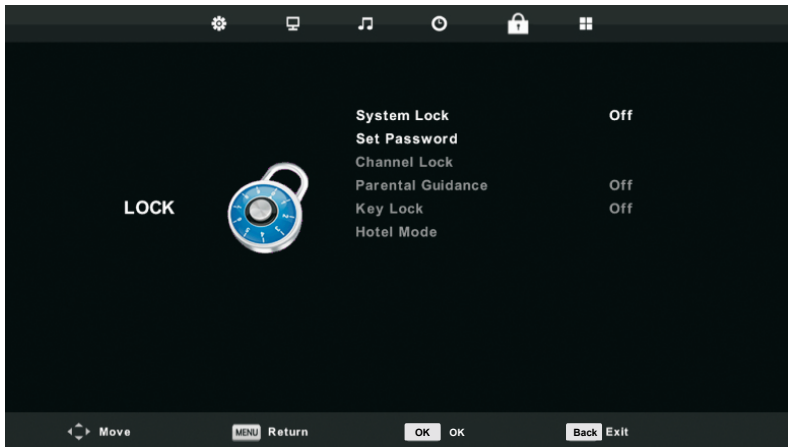 System Lock Off
Set Password
Channel Lock
Parental Guidance Off
LOCK
Key Lock Off
Hotel Mode
Move MENU Return OK OK Back Exit